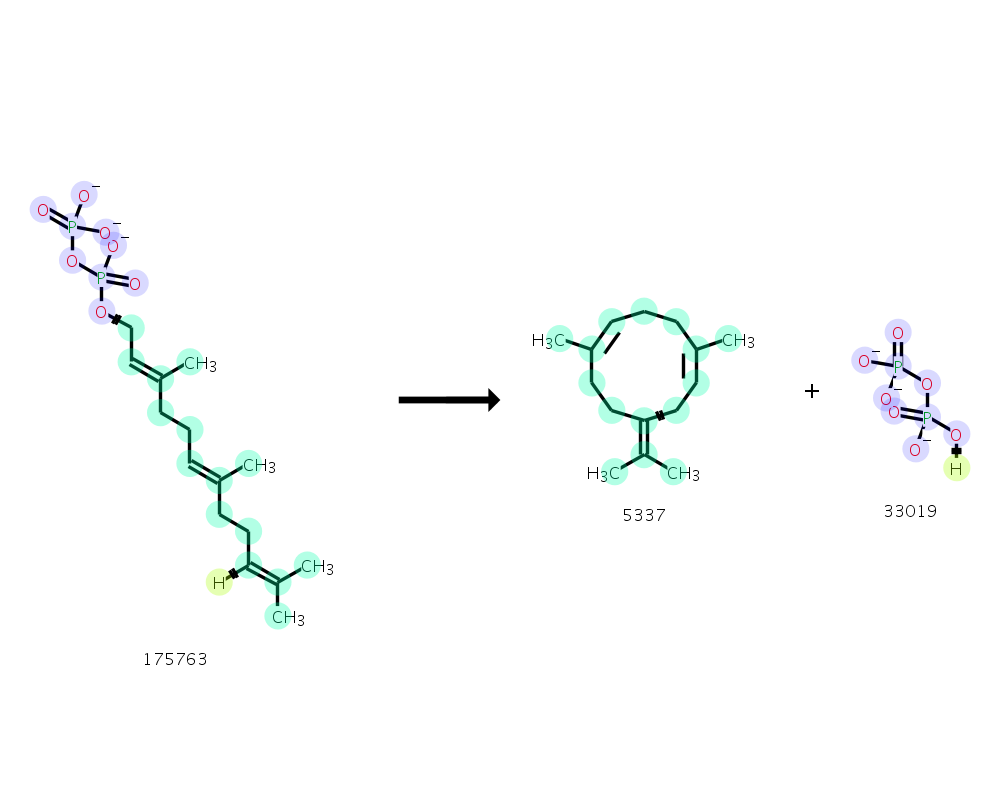 O⁻
O P O⁻
O⁻
O P O
O
CH₃
CH₃
H CH₃
CH₃
175763
→
H₃C CH₃
H₃C CH₃
5337
+
O
O⁻ P
O⁻ O
O P
O⁻ O
H
33019